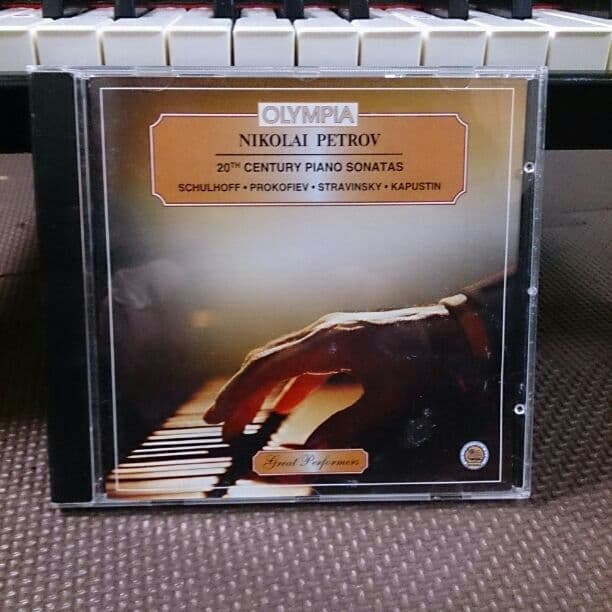 OLYMPIA
NIKOLAI PETROV
20TH CENTURY PIANO SONATAS
SCHULHOFF • PROKOFIEV • STRAVINSKY • KAPUSTIN
Great Performers